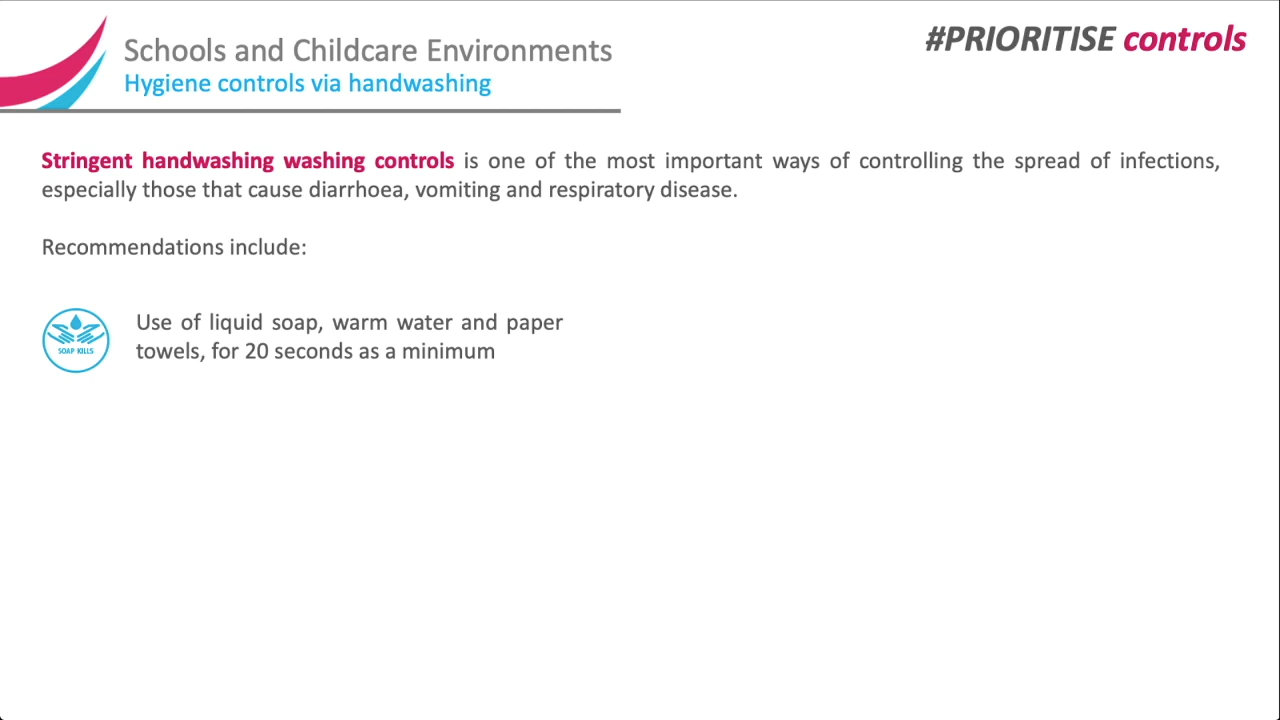 Schools and Childcare Environments
Hygiene controls via handwashing
#PRIORITISE controls
Stringent handwashing washing controls is one of the most important ways of controlling the spread of infections,
especially those that cause diarrhoea, vomiting and respiratory disease.
Recommendations include:
SOAP KILLS
Use of liquid soap, warm water and paper
towels, for 20 seconds as a minimum